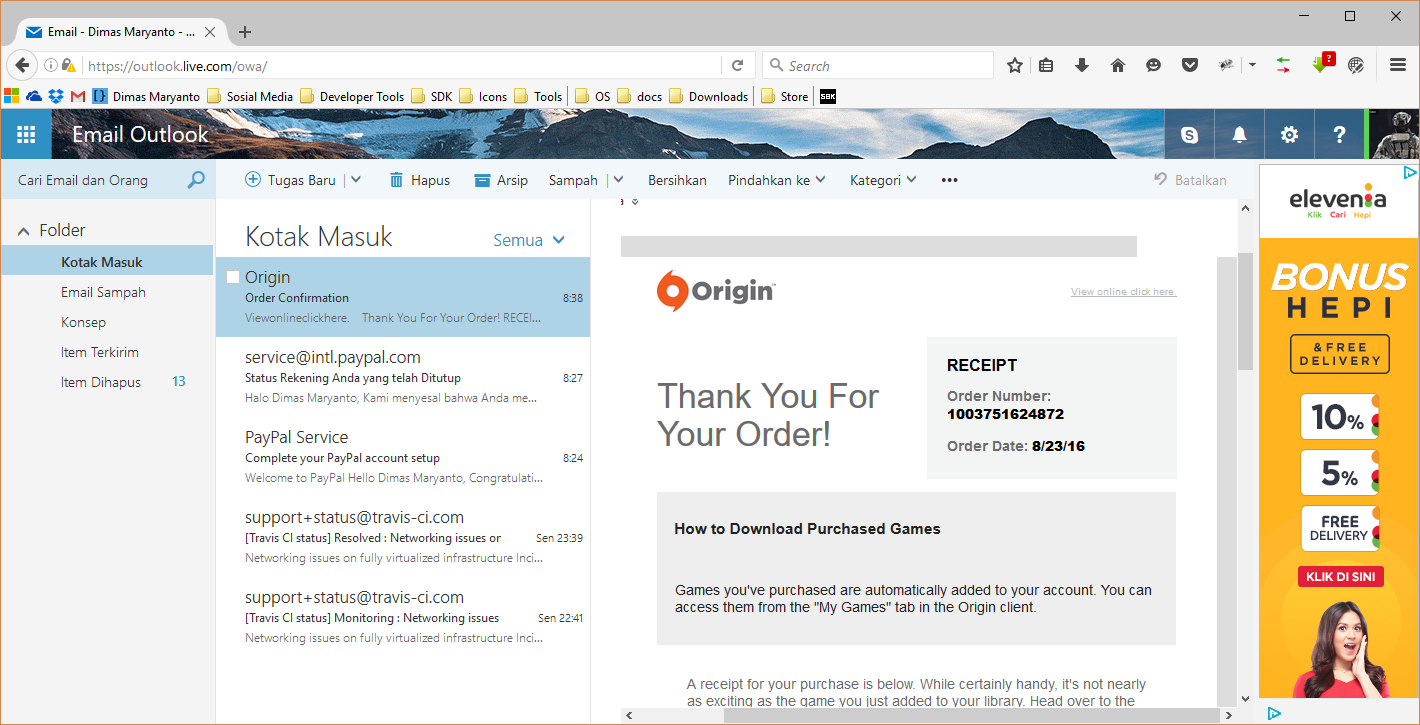 Email - Dimas Maryanto - ...
https://outlook.live.com/owa/
Search
?
Dimas Maryanto
Sosial Media
Developer Tools
SDK
Icons
Tools
OS
docs
Downloads
Store
SBK
Email Outlook
?
Cari Email dan Orang
Tugas Baru
Hapus
Arsip
Sampah
Bersihkan
Pindahkan ke
Kategori
•••
Batalkan
Folder
Kotak Masuk
Email Sampah
Konsep
Item Terkirim
Item Dihapus 13
Kotak Masuk
Semua
Origin
Order Confirmation 8:38
Viewonlineclickhere. Thank You For Your Order! RECEI...
service@intl.paypal.com
Status Rekening Anda yang telah Ditutup 8:27
Halo Dimas Maryanto, Kami menyesal bahwa Anda me...
PayPal Service
Complete your PayPal account setup 8:24
Welcome to PayPal Hello Dimas Maryanto, Congratulati...
support+status@travis-ci.com
[Travis CI status] Resolved : Networking issues or Sen 23:39
Networking issues on fully virtualized infrastructure Inci...
support+status@travis-ci.com
[Travis CI status] Monitoring : Networking issues Sen 22:41
Networking issues on fully virtualized infrastructure Inci...
Origin™
View online click here.
Thank You For
Your Order!
RECEIPT
Order Number:
1003751624872
Order Date: 8/23/16
How to Download Purchased Games
Games you've purchased are automatically added to your account. You can
access them from the "My Games" tab in the Origin client.
A receipt for your purchase is below. While certainly handy, it's not nearly
as exciting as the game you just added to your library. Head over to the
elevenia
Klik Cari Hepi
BONUS
HEPI
& FREE
DELIVERY
10%
5%
FREE
DELIVERY
KLIK DI SINI